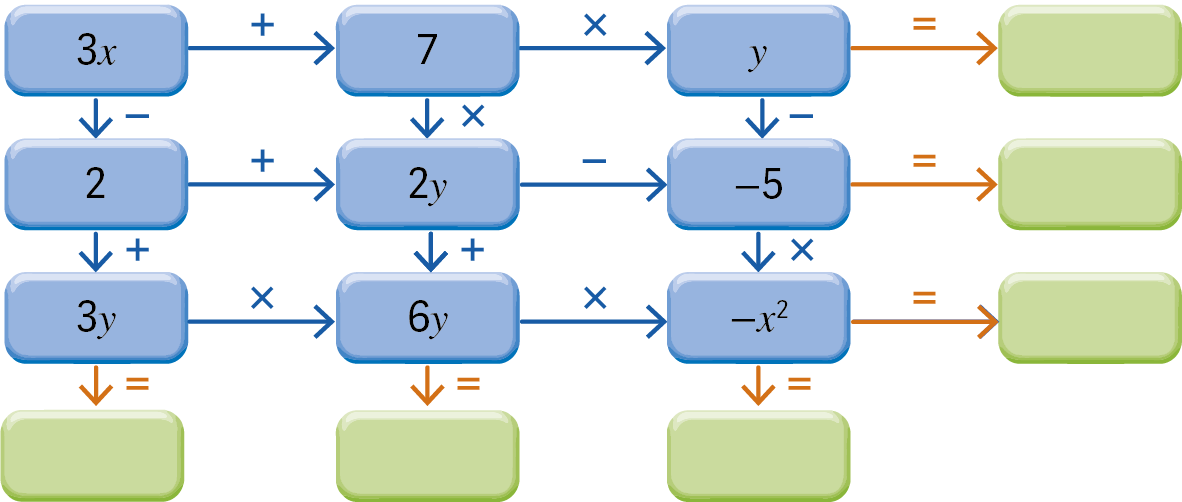 + × =
3x 7 y
− × −
+ − =
2 2y −5
+ + ×
× × =
3y 6y −x²
= = =